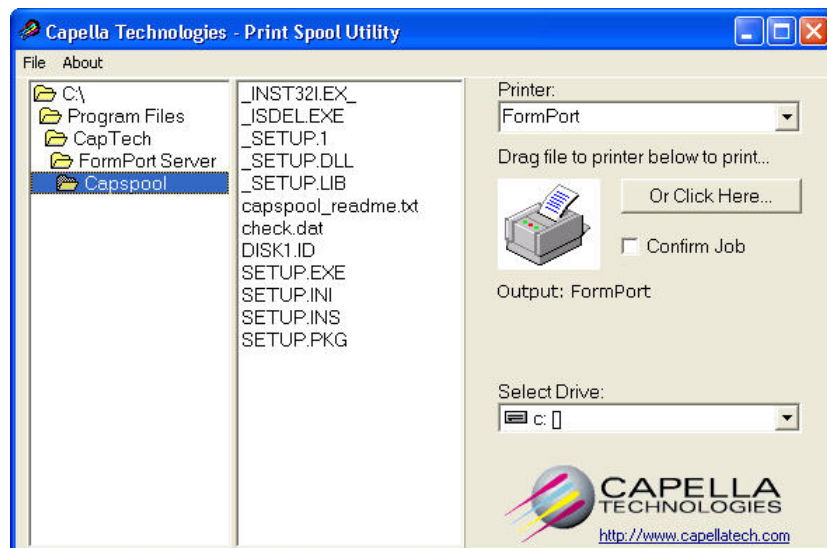 Capella Technologies - Print Spool Utility
File About
C:\
Program Files
CapTech
FormPort Server
Capspool
_INST32I.EX_
_ISDEL.EXE
_SETUP.1
_SETUP.DLL
_SETUP.LIB
capspool_readme.txt
check.dat
DISK1.ID
SETUP.EXE
SETUP.INI
SETUP.INS
SETUP.PKG
Printer:
FormPort
Drag file to printer below to print...
Or Click Here...
Confirm Job
Output: FormPort
Select Drive:
c: []
CAPELLA
TECHNOLOGIES
http://www.capellatech.com